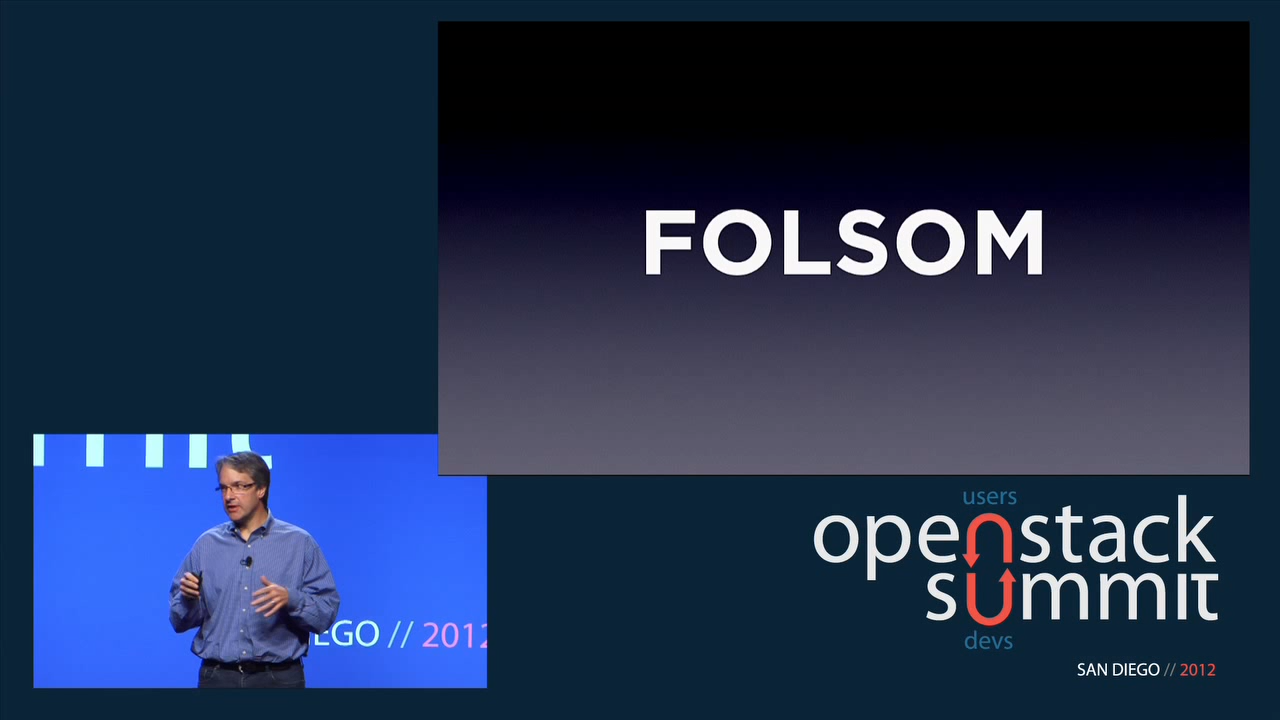 FOLSOM
users
openstack
summit
devs
SAN DIEGO // 2012
EGO // 2012